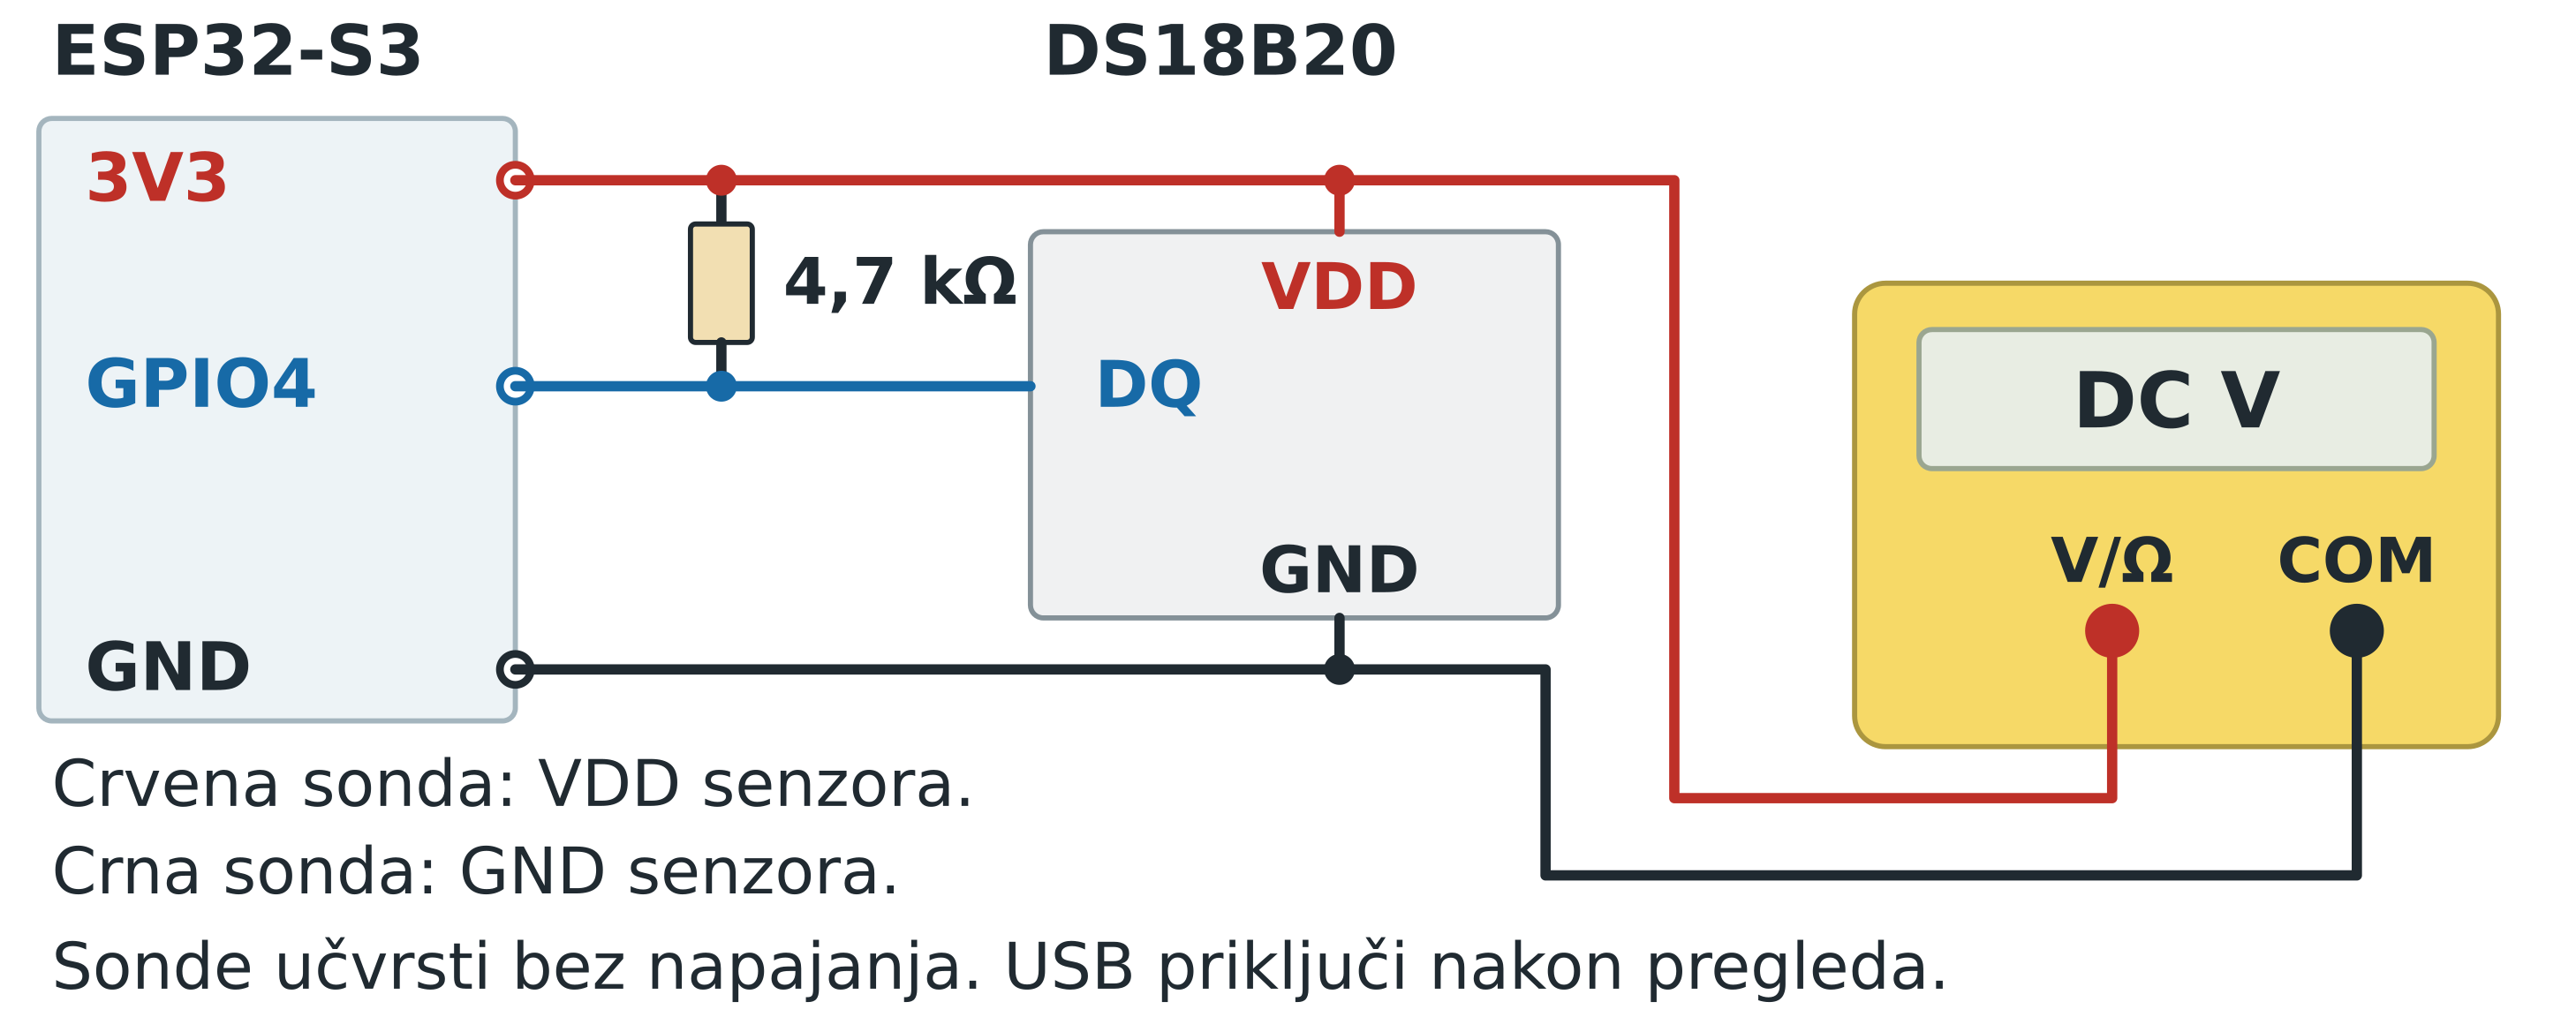 ESP32-S3
DS18B20
3V3
4,7 kΩ
VDD
GPIO4
DQ
DC V
GND
V/Ω
COM
GND
Crvena sonda: VDD senzora.
Crna sonda: GND senzora.
Sonde učvrsti bez napajanja. USB priključi nakon pregleda.